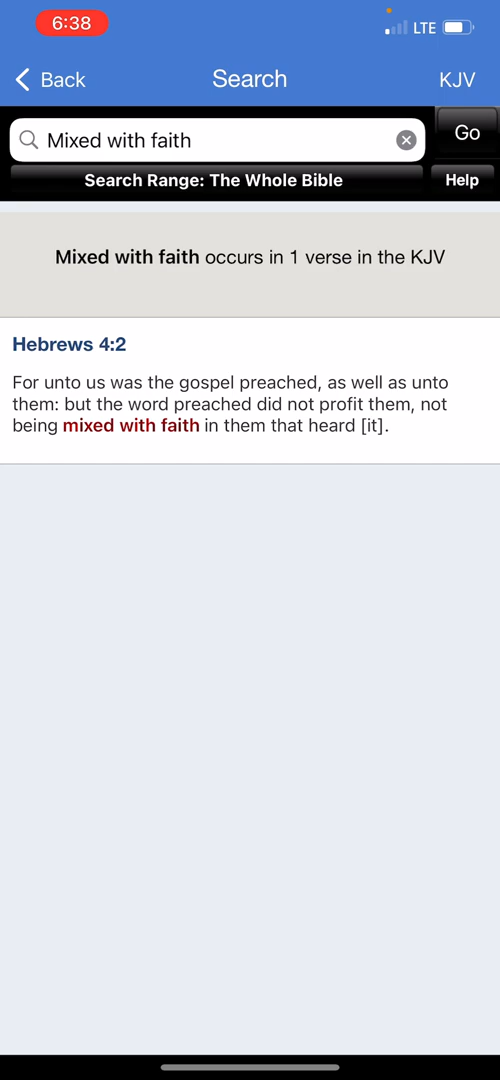 6:38 LTE
Back Search KJV
Mixed with faith Go
Search Range: The Whole Bible Help
Mixed with faith occurs in 1 verse in the KJV
Hebrews 4:2
For unto us was the gospel preached, as well as unto
them: but the word preached did not profit them, not
being mixed with faith in them that heard [it].